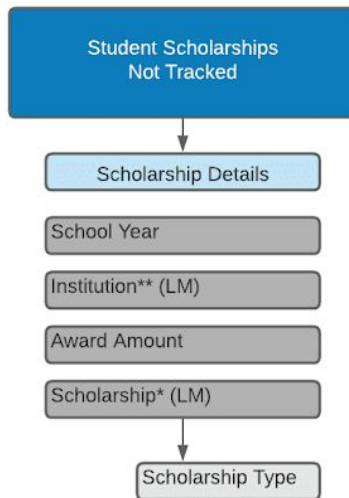 Student Scholarships
Not Tracked
Scholarship Details
School Year
Institution** (LM)
Award Amount
Scholarship* (LM)
Scholarship Type